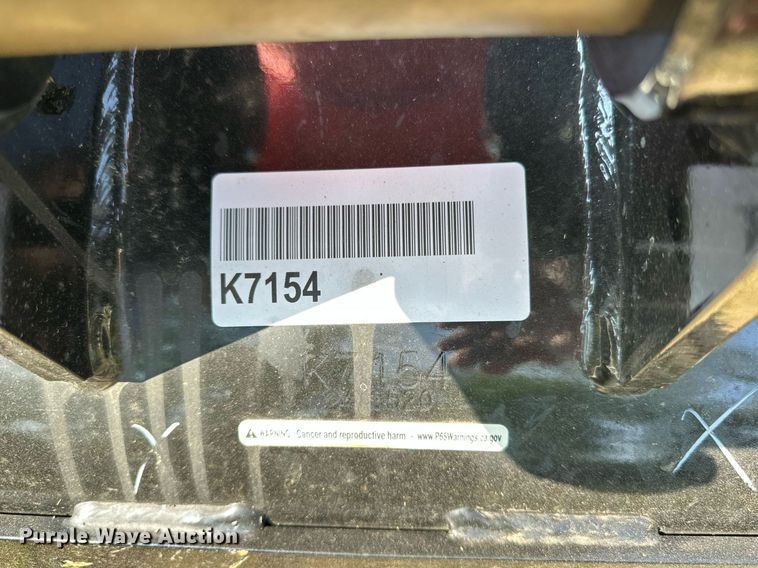 K7154
K7154
WARNING: Cancer and reproductive harm - www.P65Warnings.ca.gov
Purple Wave Auction